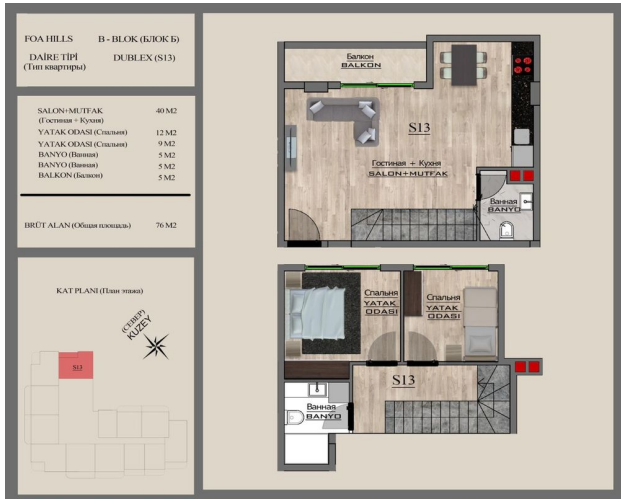 FOA HILLS B - BLOK (БЛОК Б)
DAİRE TİPİ DUBLEX (S13)
(Тип квартиры)
SALON+MUTFAK 40 M2
(Гостиная + Кухня)
YATAK ODASI (Спальня) 12 M2
YATAK ODASI (Спальня) 9 M2
BANYO (Ванная) 5 M2
BANYO (Ванная) 5 M2
BALKON (Балкон) 5 M2
BRÜT ALAN (Общая площадь) 76 M2
KAT PLANI (План этажа)
(СЕВЕР)
KUZEY
S13
Балкон
BALKON
S13
Гостиная + Кухня
SALON+MUTFAK
Ванная
BANYO
Спальня
YATAK
ODASI
Спальня
YATAK
ODASI
S13
Ванная
BANYO